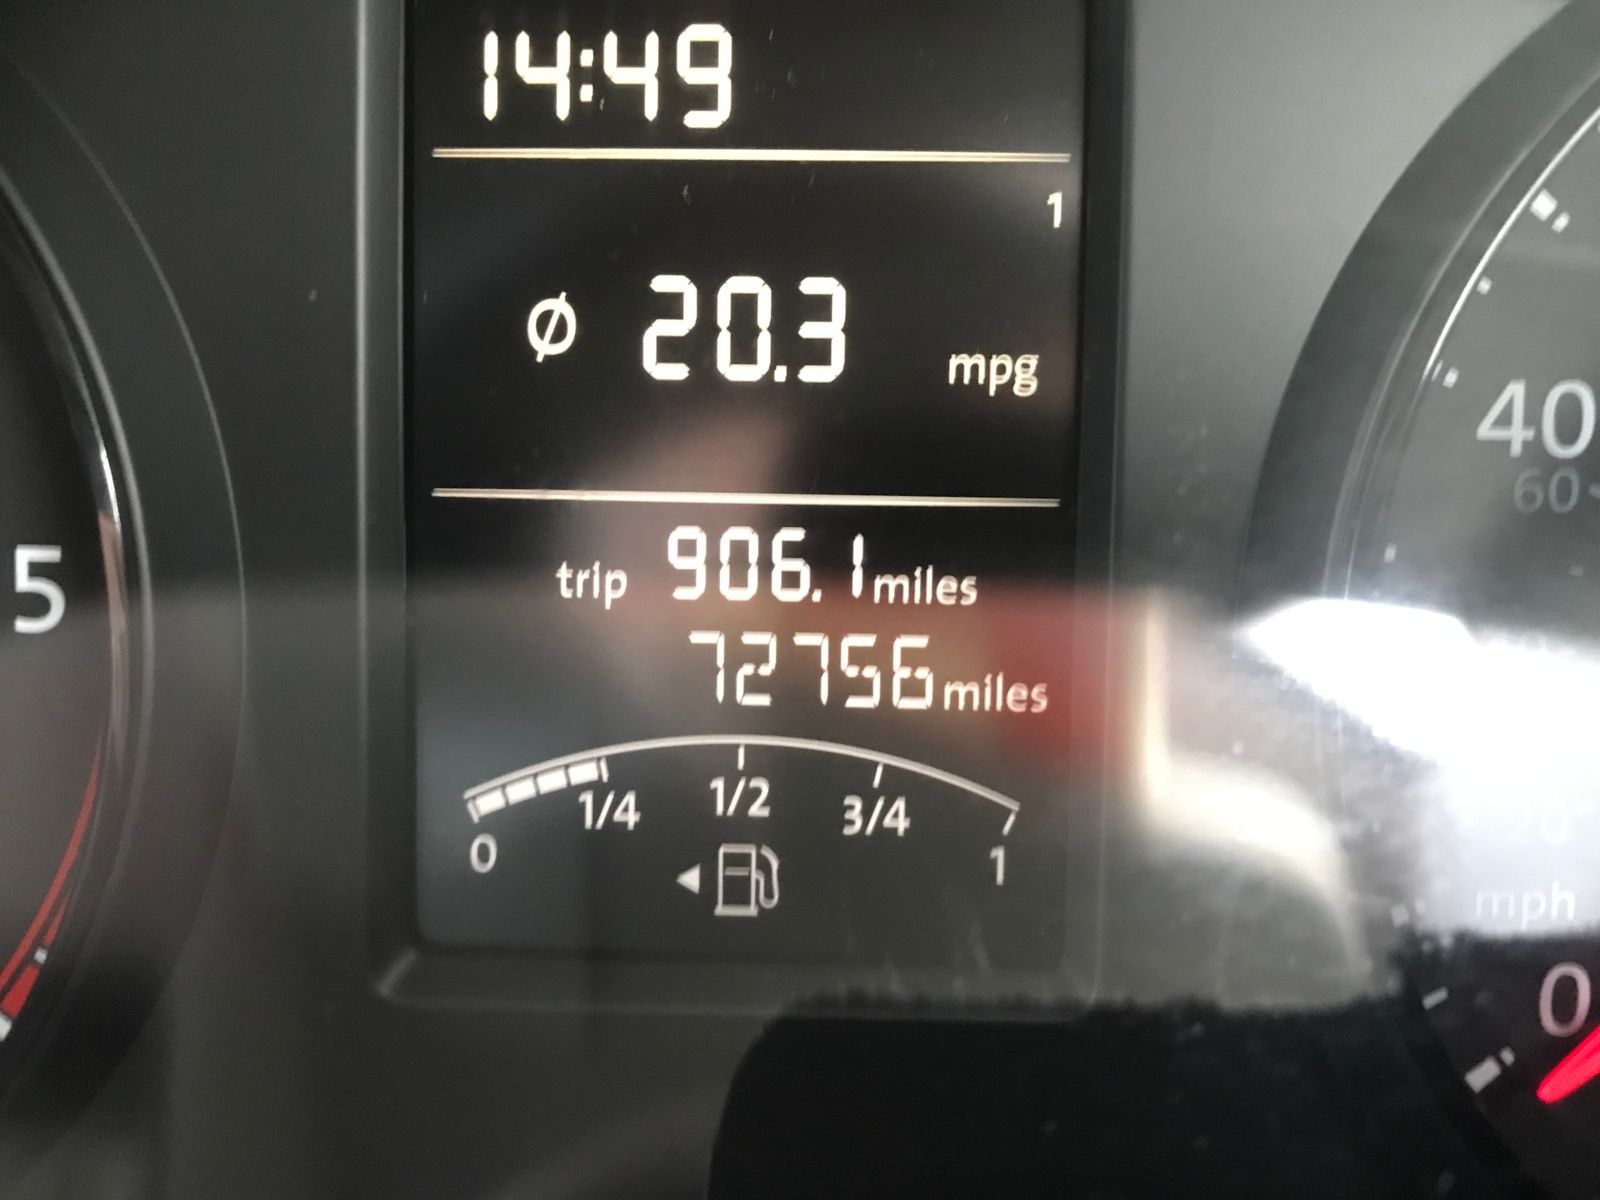 14:49
1
Ø 20.3 mpg
trip 906.1 miles
72756 miles
0 1/4 1/2 3/4 1
5
40
60
mph
0